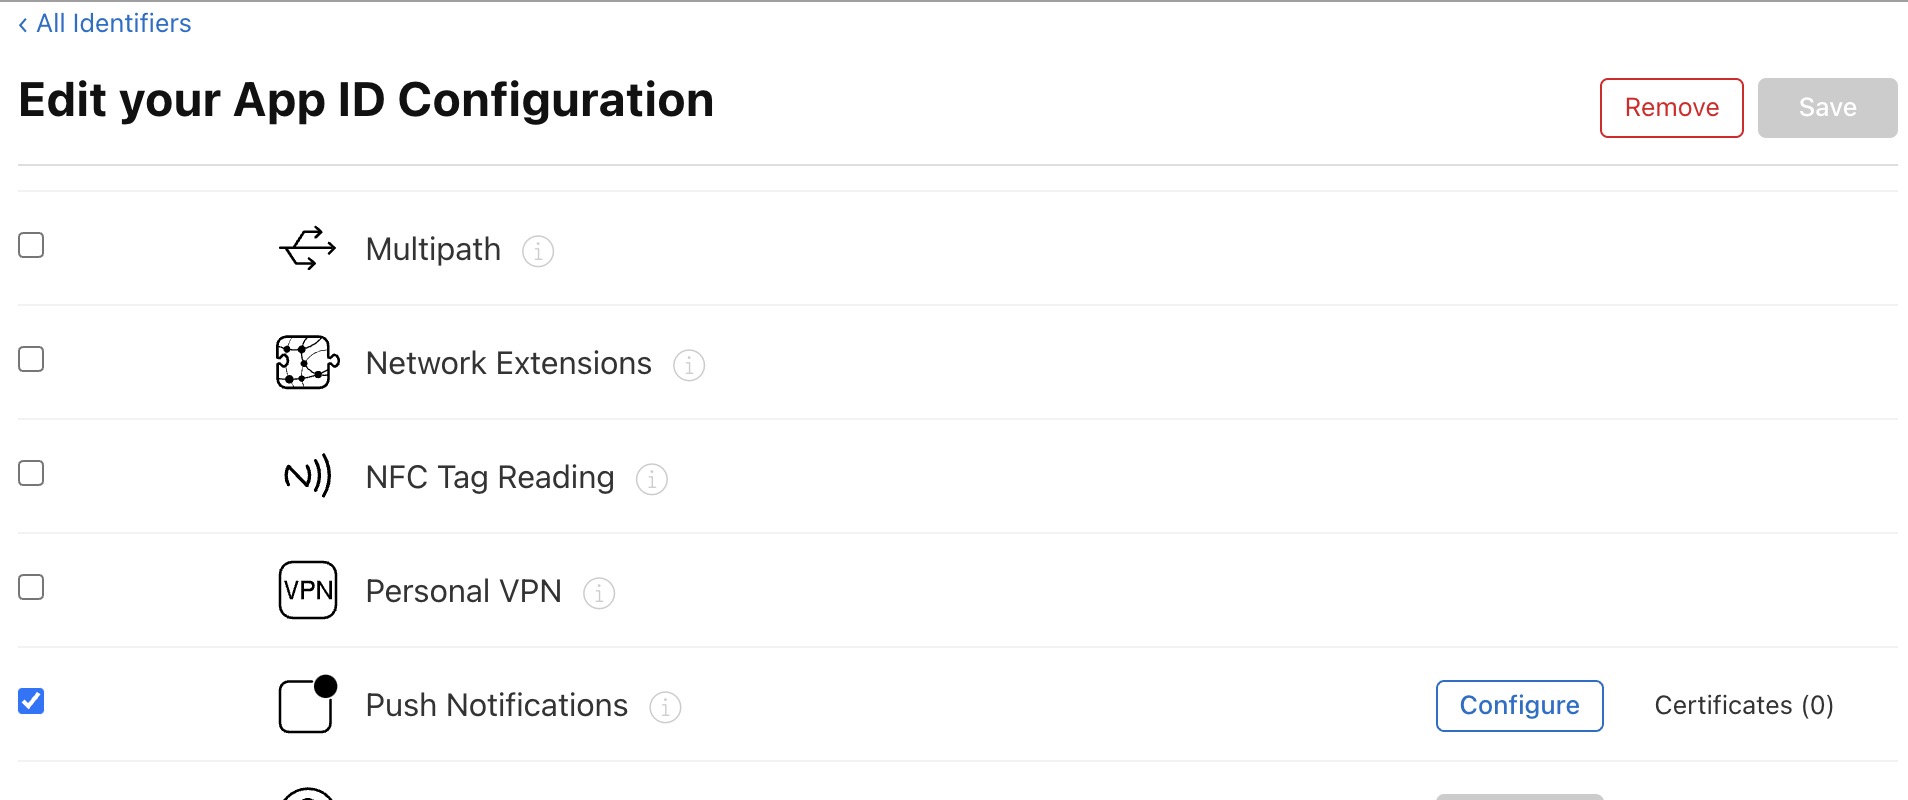 ‹ All Identifiers
Edit your App ID Configuration
Remove
Save
Multipath
Network Extensions
NFC Tag Reading
VPN
Personal VPN
Push Notifications
Configure
Certificates (0)